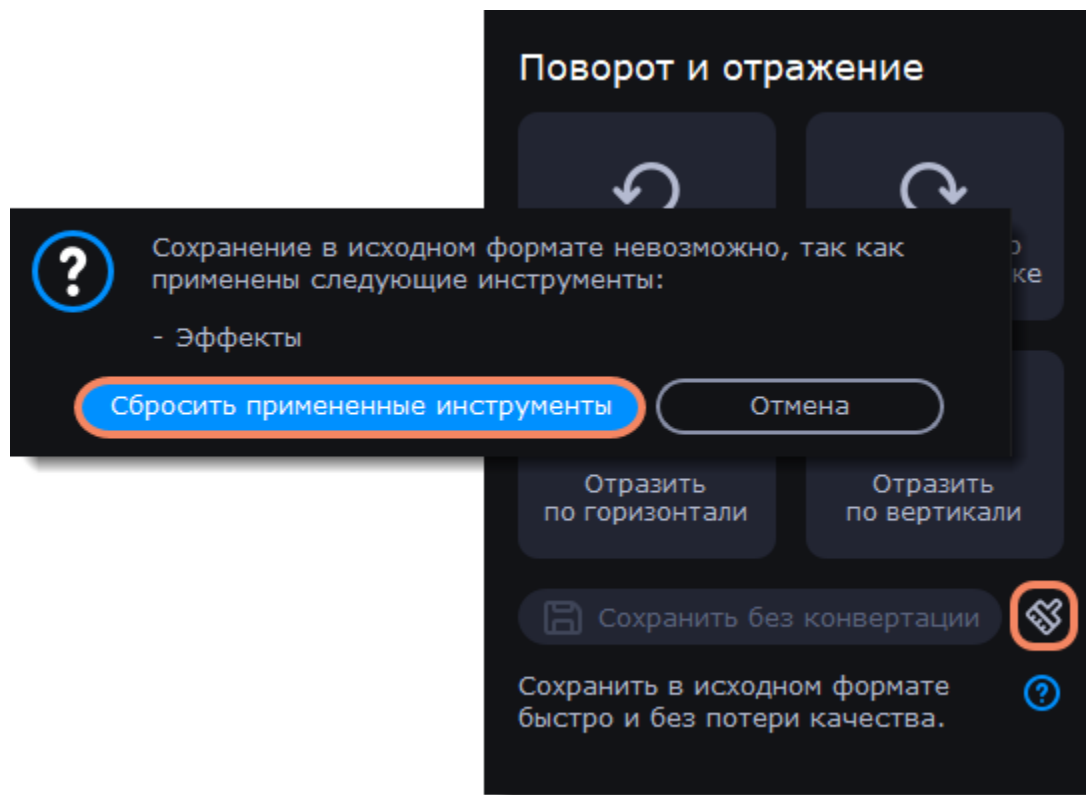 Поворот и отражение
Сохранение в исходном формате невозможно, так как
применены следующие инструменты:
- Эффекты
Сбросить примененные инструменты
Отмена
Отразить
по горизонтали
Отразить
по вертикали
Сохранить без конвертации
Сохранить в исходном формате
быстро и без потери качества.